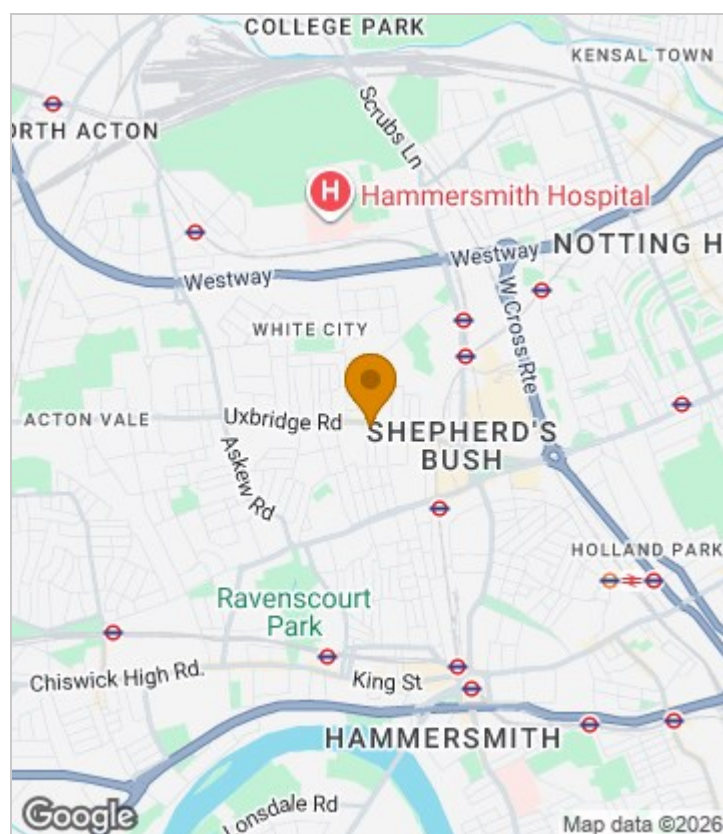 COLLEGE PARK
KENSAL TOWN
ORTH ACTON
Scrubs Ln
H
Hammersmith Hospital
Westway
Westway
NOTTING H
W Cross Rte
WHITE CITY
ACTON VALE
Uxbridge Rd
SHEPHERD'S
BUSH
Askew Rd
HOLLAND PARK
Ravenscourt
Park
Chiswick High Rd.
King St
HAMMERSMITH
Lonsdale Rd
Google
Map data ©2026